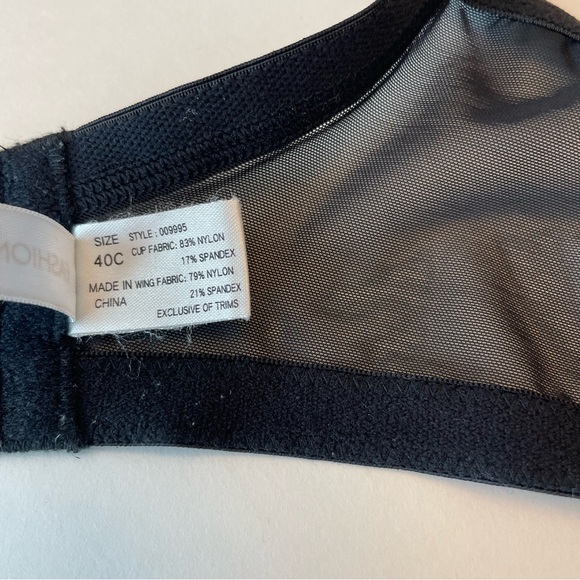 SIZE STYLE : 009995
40C CUP FABRIC: 83% NYLON
17% SPANDEX
MADE IN WING FABRIC: 79% NYLON
CHINA 21% SPANDEX
EXCLUSIVE OF TRIMS
FASHION